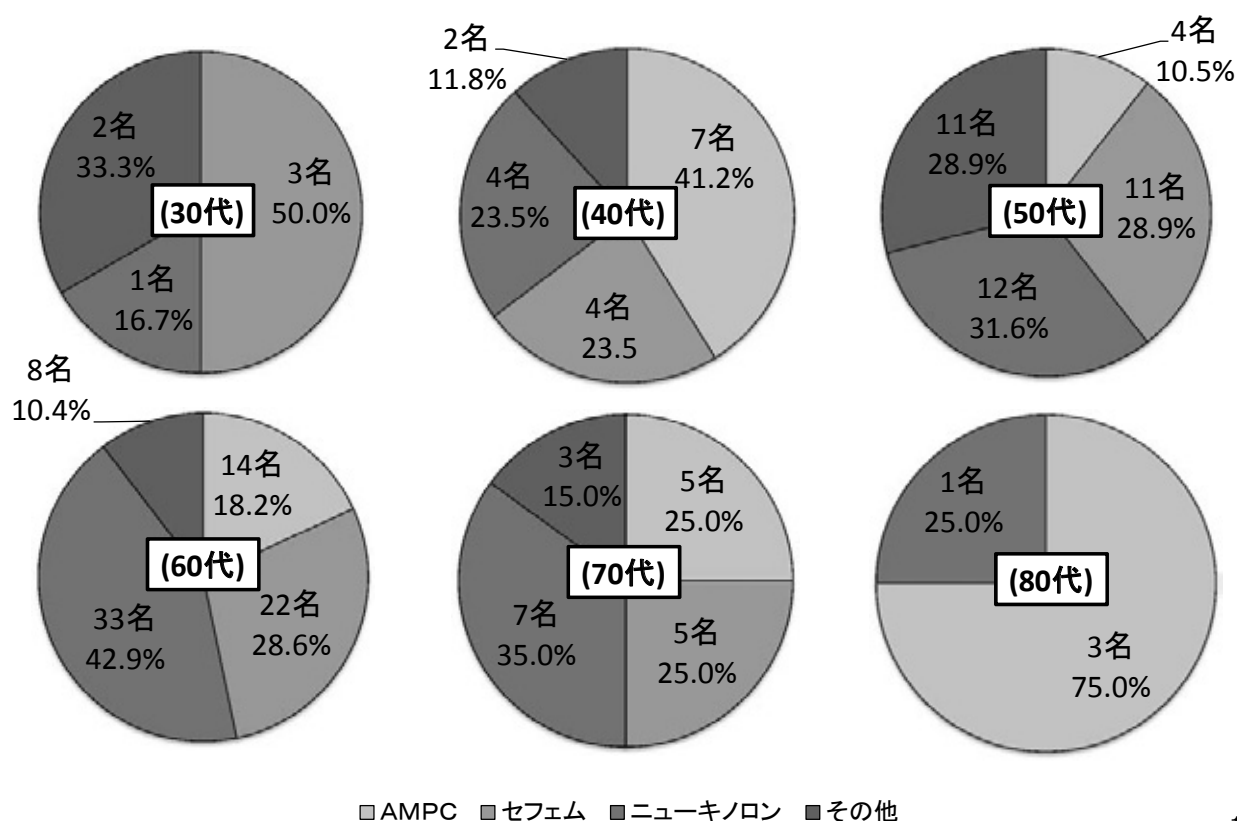 2名
33.3%
3名
50.0%
(30代)
1名
16.7%
2名
11.8%
7名
41.2%
4名
23.5%
(40代)
4名
23.5
4名
10.5%
11名
28.9%
11名
28.9%
(50代)
12名
31.6%
8名
10.4%
14名
18.2%
(60代)
33名
42.9%
22名
28.6%
3名
15.0%
5名
25.0%
(70代)
7名
35.0%
5名
25.0%
1名
25.0%
(80代)
3名
75.0%
AMPC セフェム ニューキノロン その他